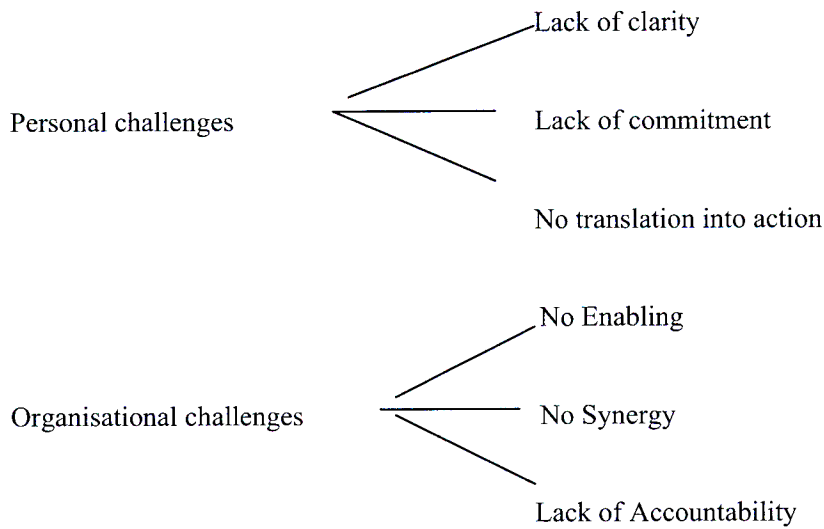 Lack of clarity
Personal challenges
Lack of commitment
No translation into action
No Enabling
Organisational challenges
No Synergy
Lack of Accountability